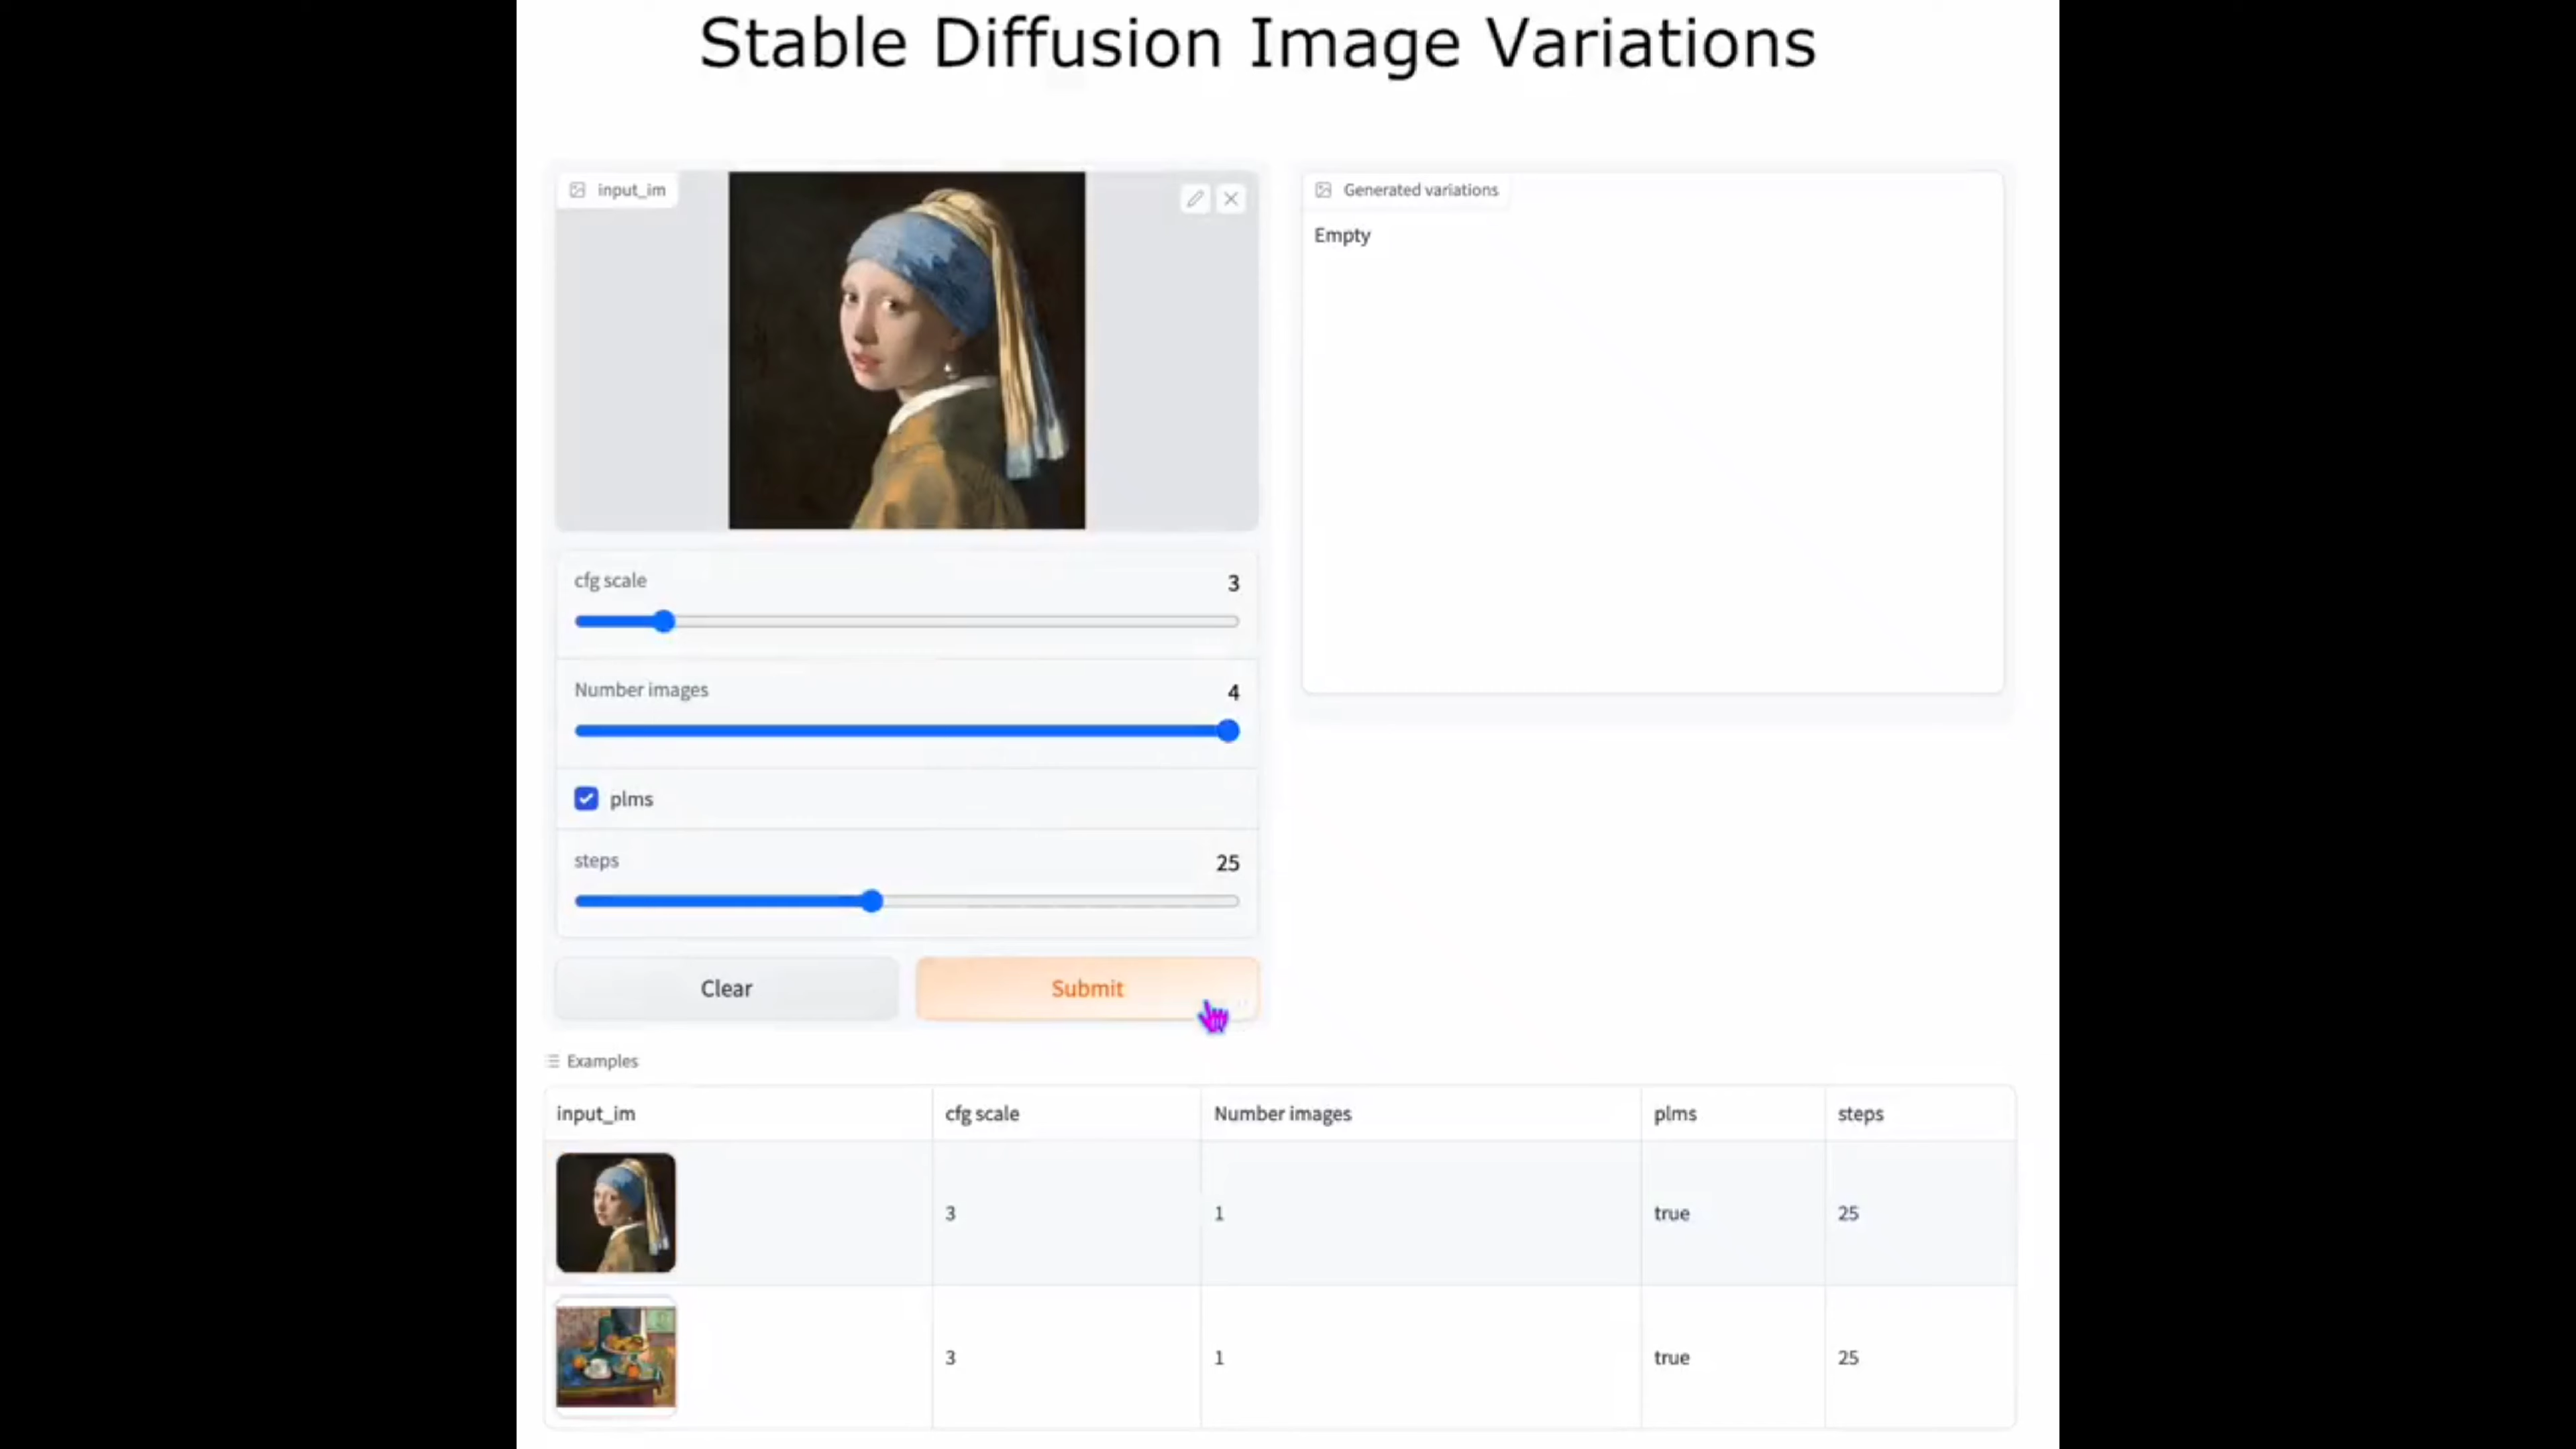 Stable Diffusion Image Variations
input_im
Generated variations
Empty
cfg scale
3
Number images
4
plms
steps
25
Clear
Submit
Examples
input_im cfg scale Number images plms steps
3 1 true 25
3 1 true 25